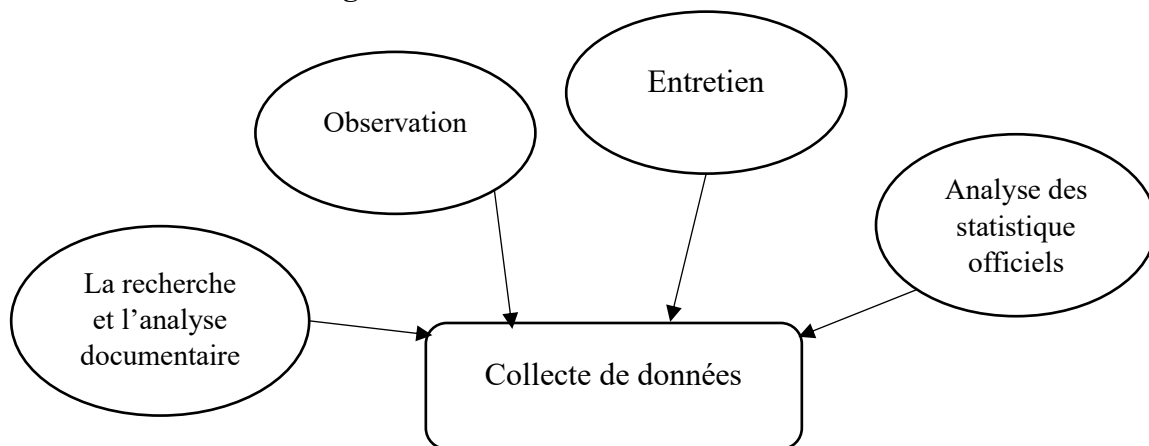 Observation
Entretien
Analyse des
statistique
officiels
La recherche
et l’analyse
documentaire
Collecte de données